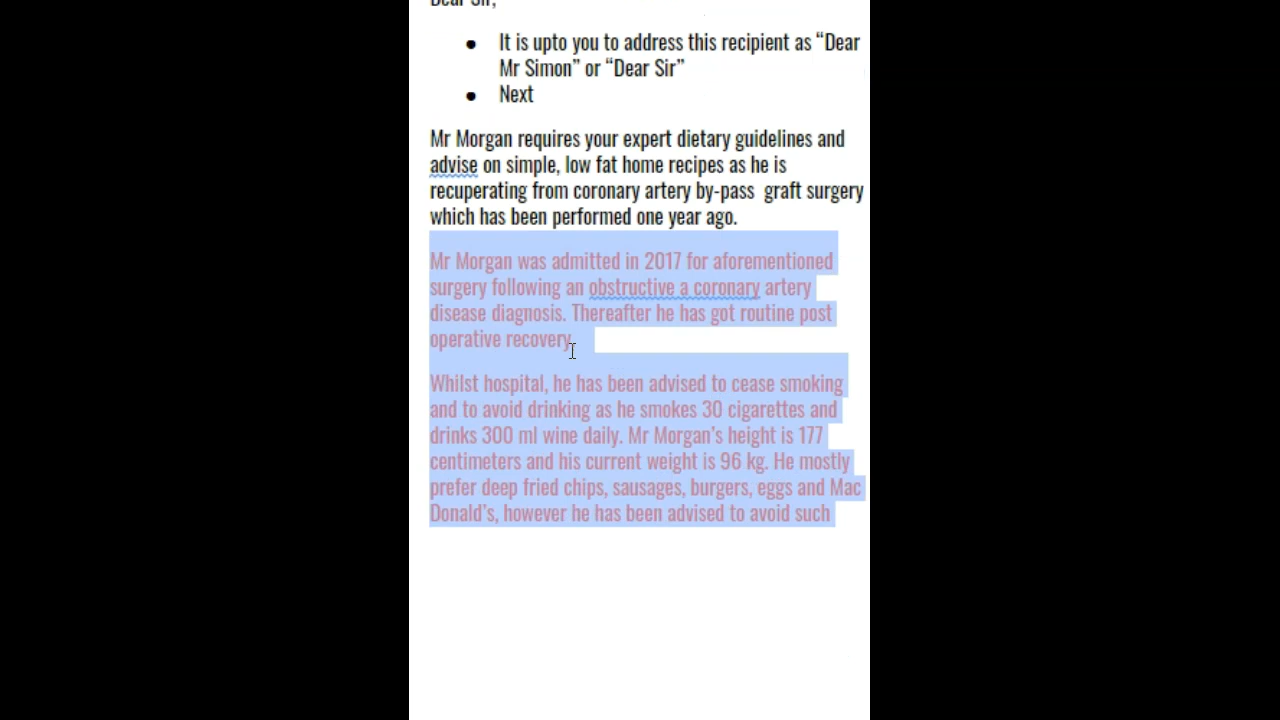 Dear Sir,
● It is upto you to address this recipient as “Dear
Mr Simon” or “Dear Sir”
● Next
Mr Morgan requires your expert dietary guidelines and
advise on simple, low fat home recipes as he is
recuperating from coronary artery by-pass  graft surgery
which has been performed one year ago.
Mr Morgan was admitted in 2017 for aforementioned
surgery following an obstructive a coronary artery
disease diagnosis. Thereafter he has got routine post
operative recovery.
Whilst hospital, he has been advised to cease smoking
and to avoid drinking as he smokes 30 cigarettes and
drinks 300 ml wine daily. Mr Morgan’s height is 177
centimeters and his current weight is 96 kg. He mostly
prefer deep fried chips, sausages, burgers, eggs and Mac
Donald’s, however he has been advised to avoid such